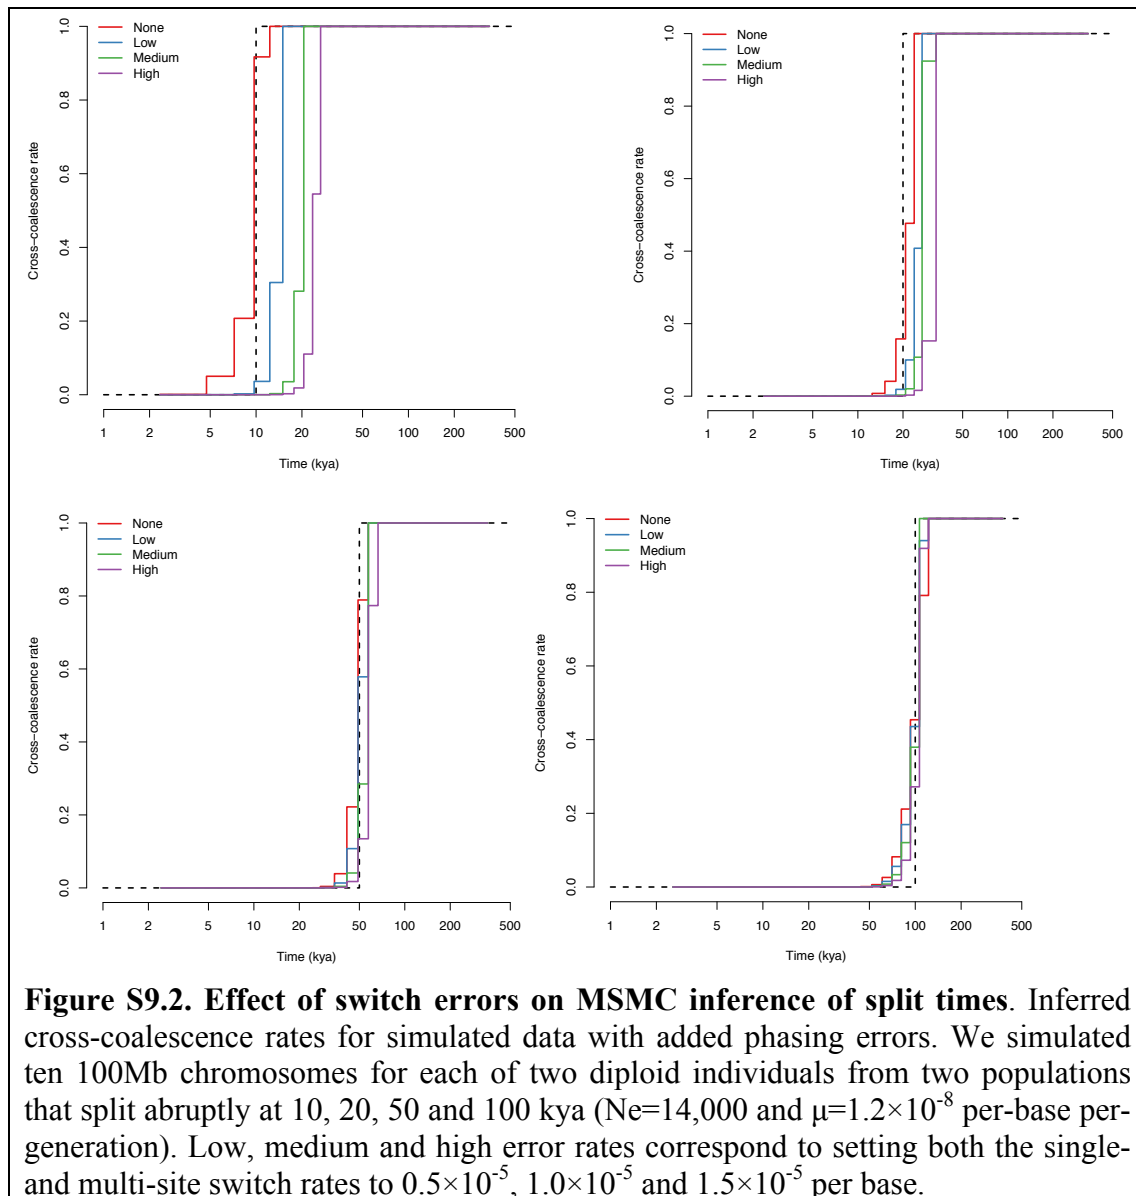 None
Low
Medium
High
Cross−coalescence rate
0.0 0.2 0.4 0.6 0.8 1.0
1 2 5 10 20 50 100 200 500
Time (kya)
None
Low
Medium
High
Cross−coalescence rate
0.0 0.2 0.4 0.6 0.8 1.0
1 2 5 10 20 50 100 200 500
Time (kya)
None
Low
Medium
High
Cross−coalescence rate
0.0 0.2 0.4 0.6 0.8 1.0
1 2 5 10 20 50 100 200 500
Time (kya)
None
Low
Medium
High
Cross−coalescence rate
0.0 0.2 0.4 0.6 0.8 1.0
1 2 5 10 20 50 100 200 500
Time (kya)
Figure S9.2. Effect of switch errors on MSMC inference of split times. Inferred
cross-coalescence rates for simulated data with added phasing errors. We simulated
ten 100Mb chromosomes for each of two diploid individuals from two populations
that split abruptly at 10, 20, 50 and 100 kya (Ne=14,000 and μ=1.2×10⁻⁸ per-base per-
generation). Low, medium and high error rates correspond to setting both the single-
and multi-site switch rates to 0.5×10⁻⁵, 1.0×10⁻⁵ and 1.5×10⁻⁵ per base.